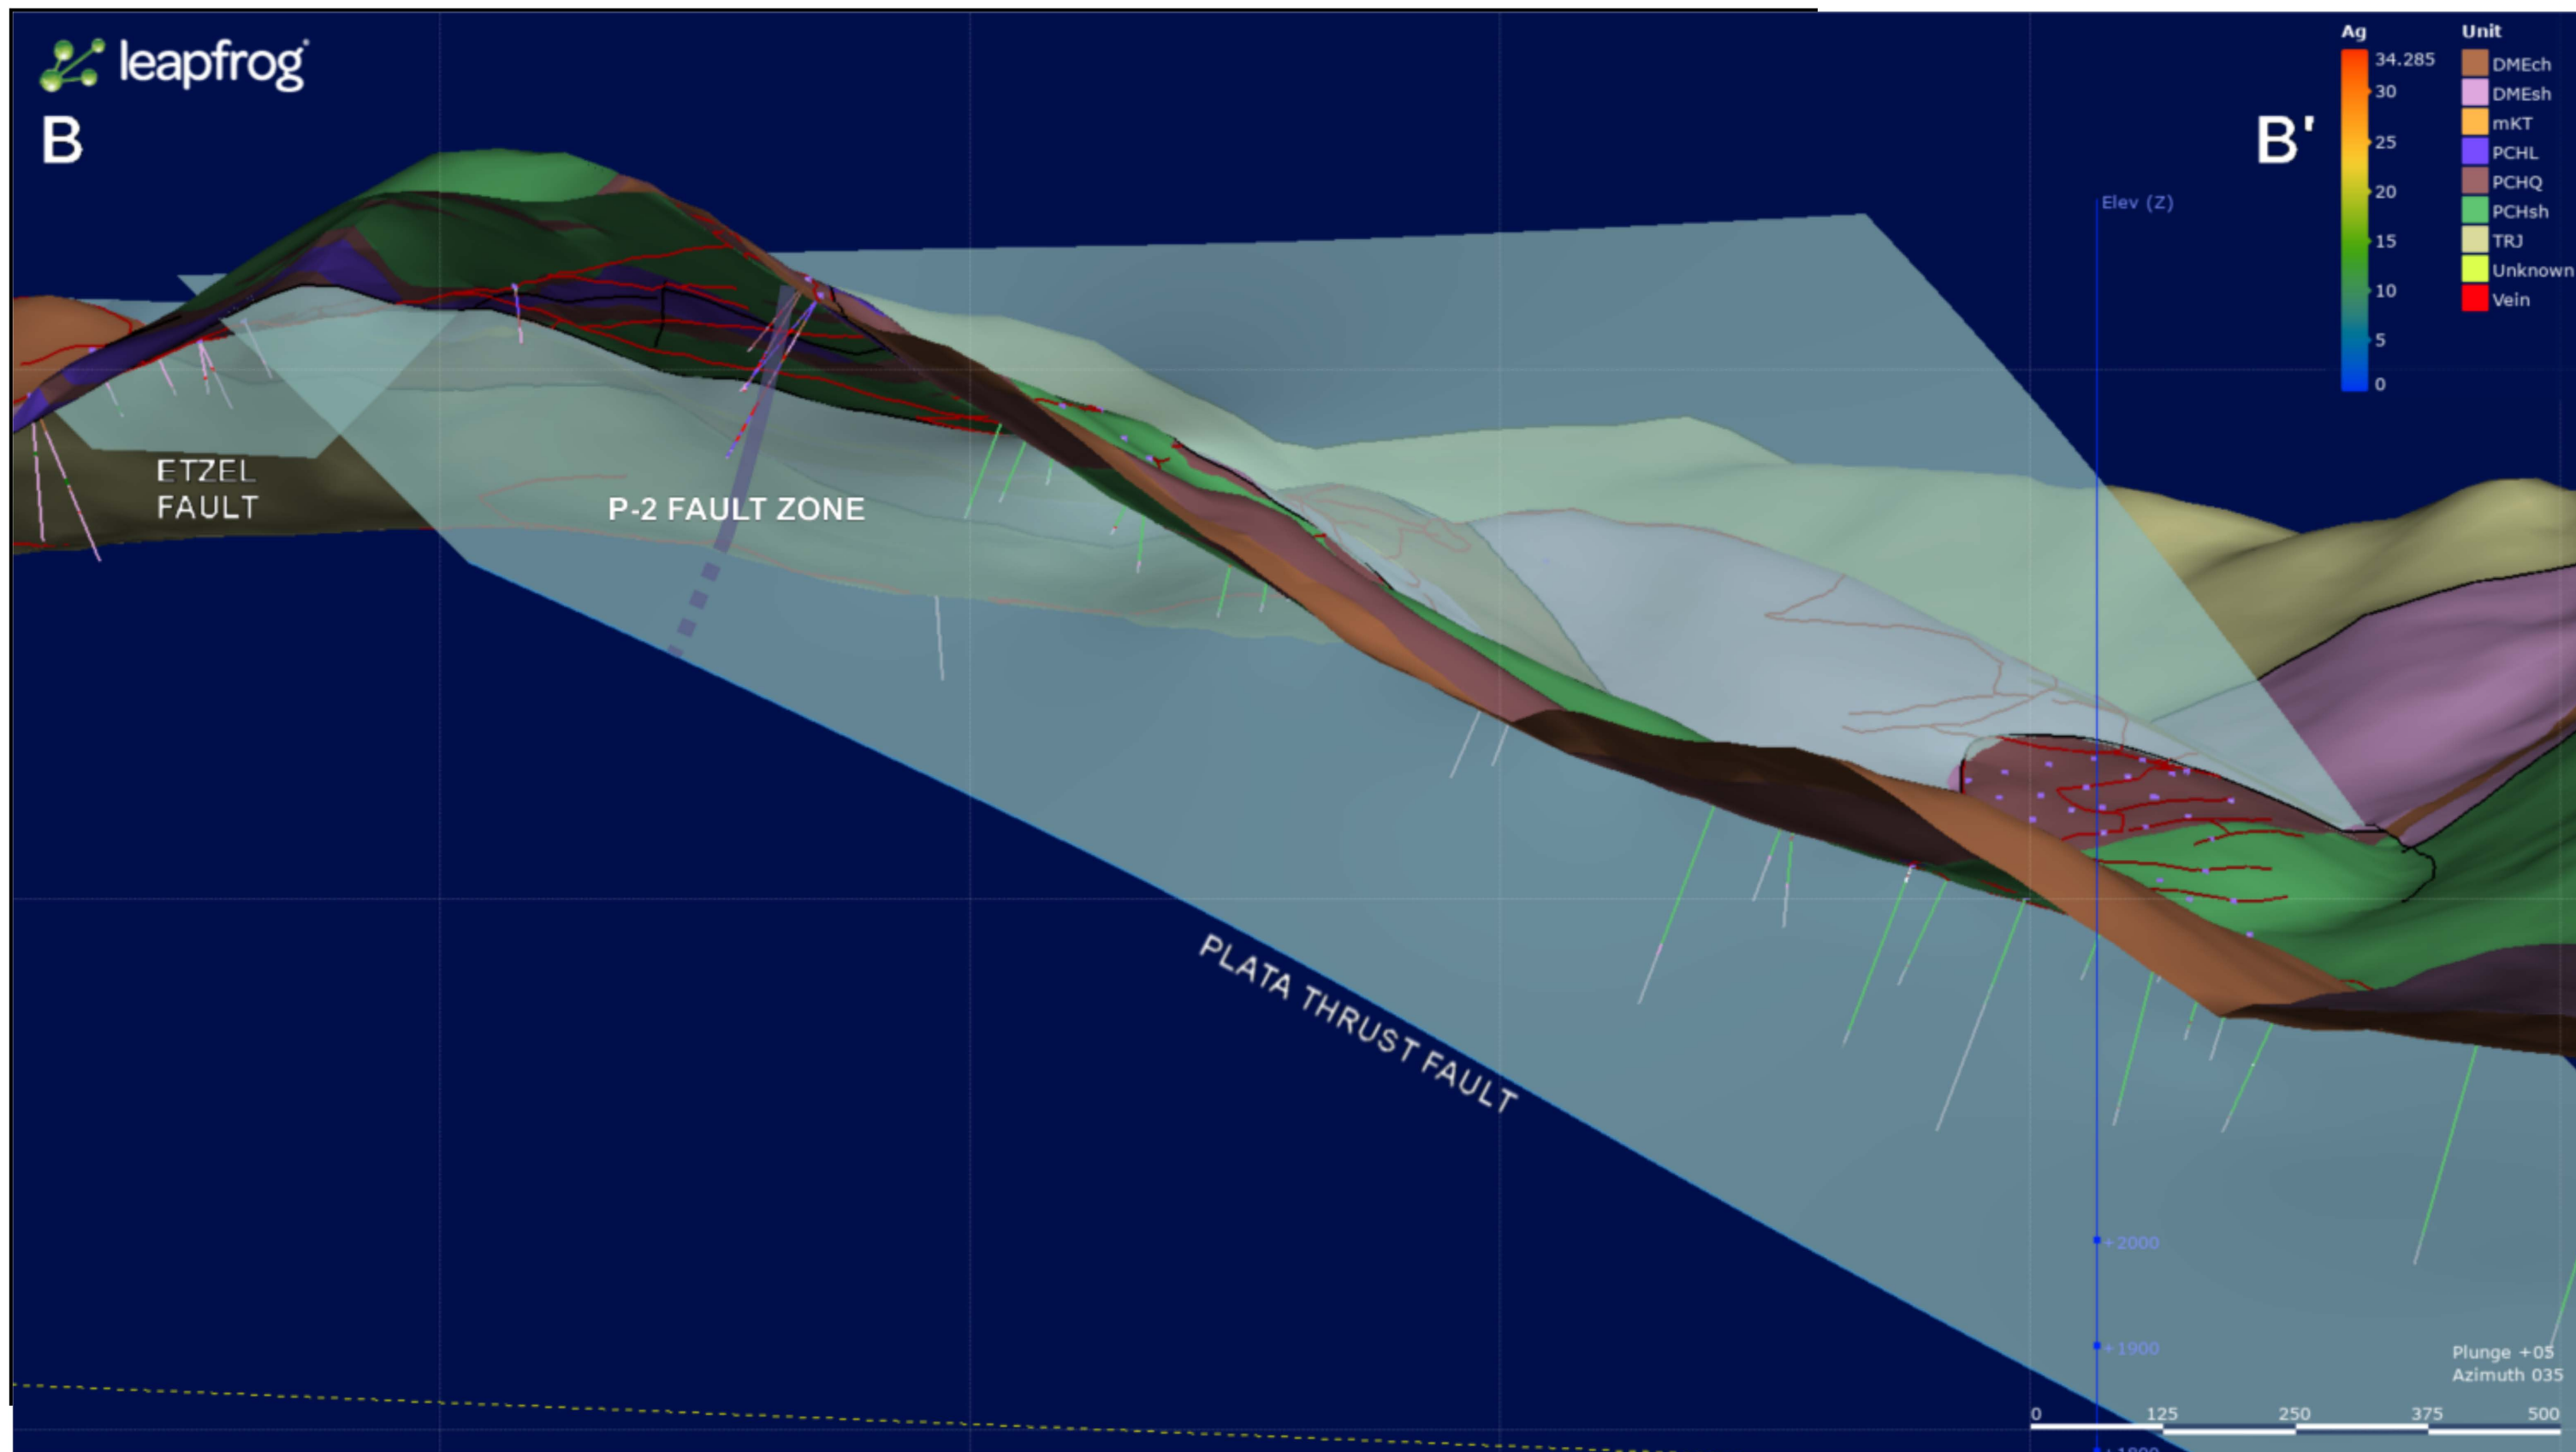 leapfrog
B
B'
Ag
34.285
30
25
20
15
10
5
0
Unit
DMEch
DMEsh
mKT
PCHL
PCHQ
PCHsh
TRJ
Unknown
Vein
Elev (Z)
ETZEL
FAULT
P-2 FAULT ZONE
PLATA THRUST FAULT
+2000
+1900
Plunge +05
Azimuth 035
0 125 250 375 500